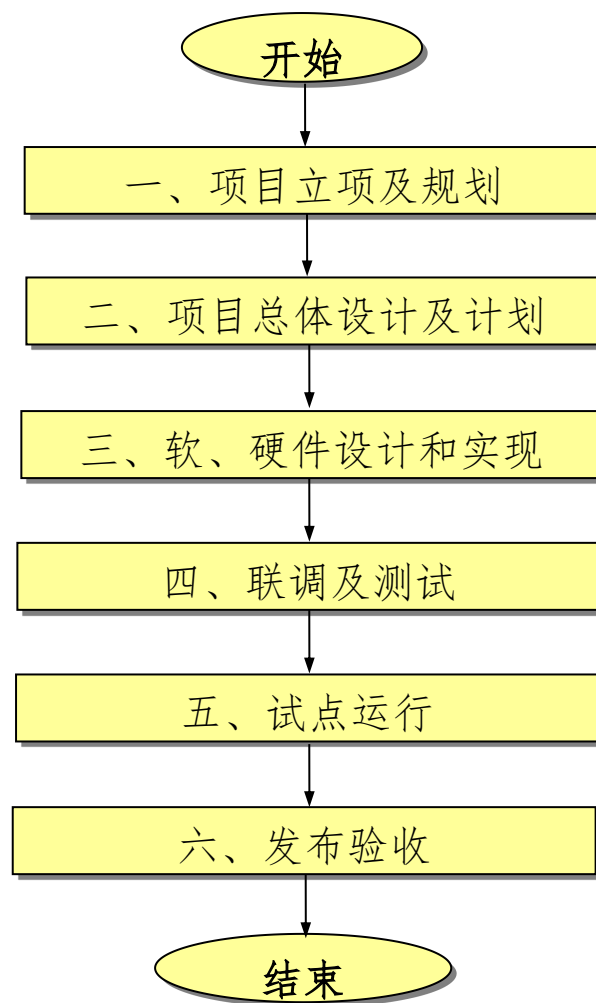 开始
一、项目立项及规划
二、项目总体设计及计划
三、软、硬件设计和实现
四、联调及测试
五、试点运行
六、发布验收
结束